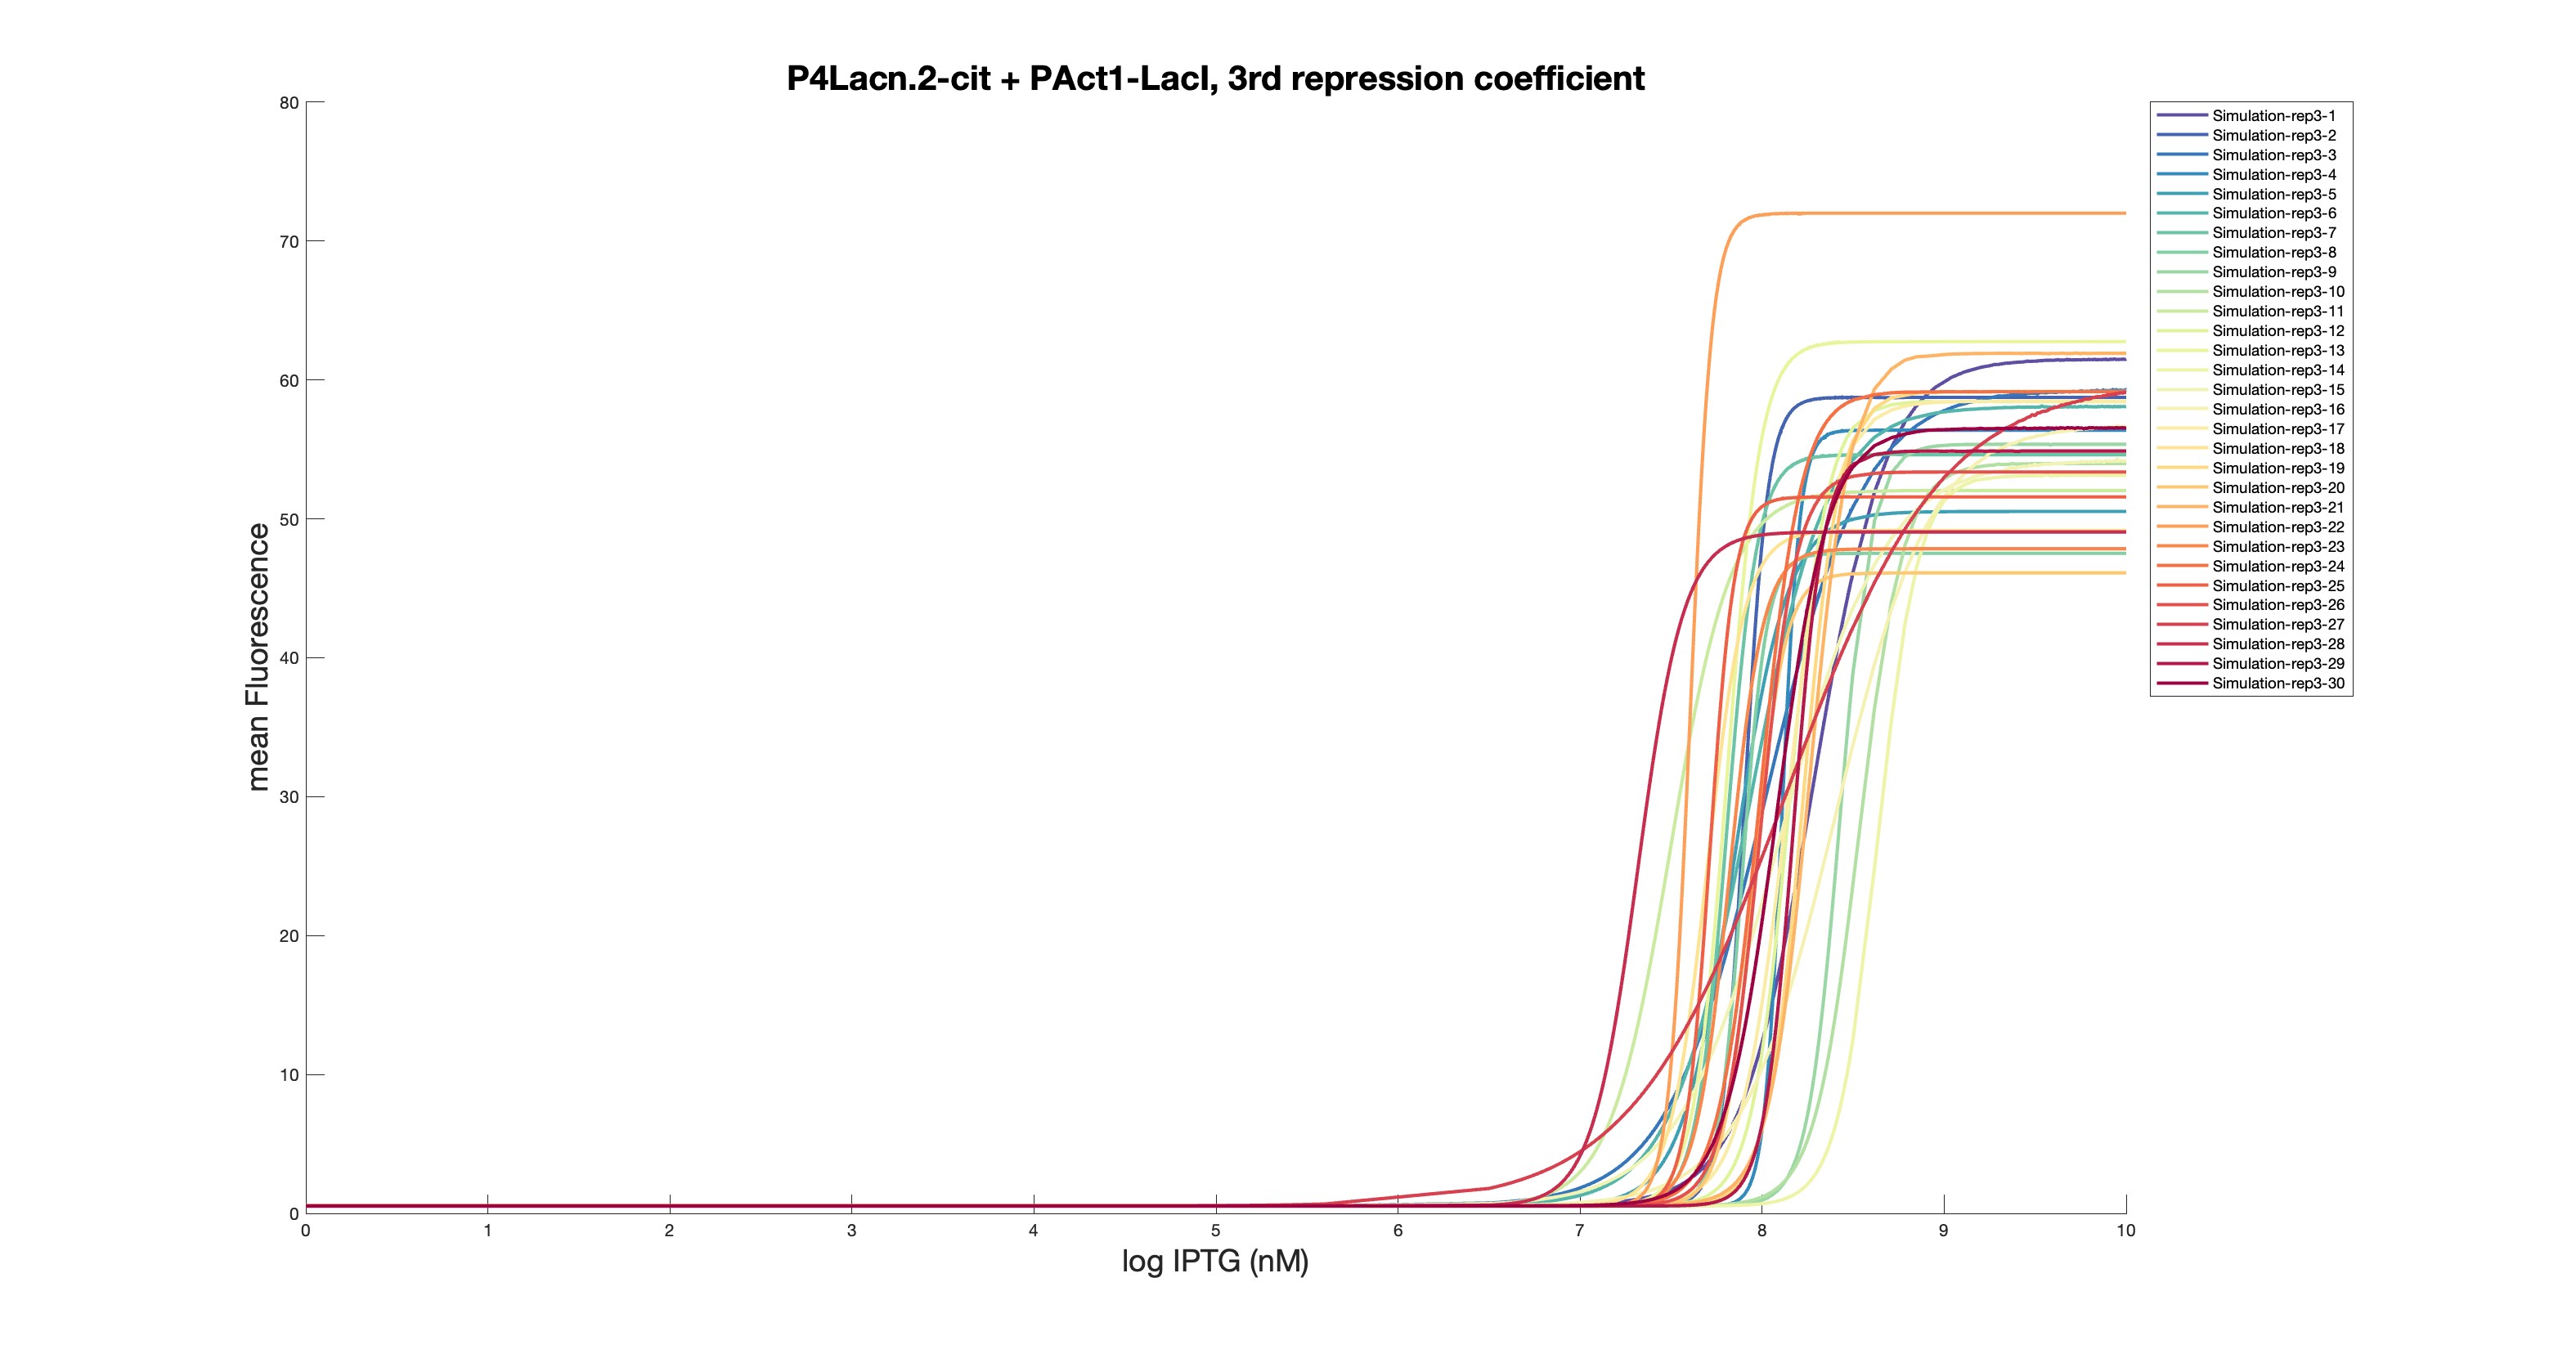 P4Lacn.2-cit + PAct1-LacI, 3rd repression coefficient
80
70
60
50
40
30
20
10
0
mean Fluorescence
0 1 2 3 4 5 6 7 8 9 10
log IPTG (nM)
Simulation-rep3-1
Simulation-rep3-2
Simulation-rep3-3
Simulation-rep3-4
Simulation-rep3-5
Simulation-rep3-6
Simulation-rep3-7
Simulation-rep3-8
Simulation-rep3-9
Simulation-rep3-10
Simulation-rep3-11
Simulation-rep3-12
Simulation-rep3-13
Simulation-rep3-14
Simulation-rep3-15
Simulation-rep3-16
Simulation-rep3-17
Simulation-rep3-18
Simulation-rep3-19
Simulation-rep3-20
Simulation-rep3-21
Simulation-rep3-22
Simulation-rep3-23
Simulation-rep3-24
Simulation-rep3-25
Simulation-rep3-26
Simulation-rep3-27
Simulation-rep3-28
Simulation-rep3-29
Simulation-rep3-30